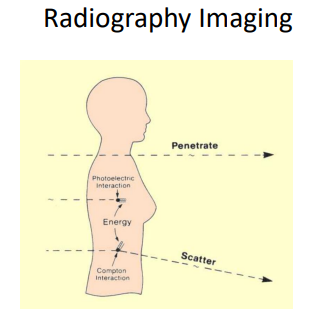 Radiography Imaging
Penetrate
Photoelectric
Interaction
Energy
Scatter
Compton
Interaction